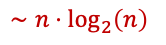 ~ n · log₂(n)